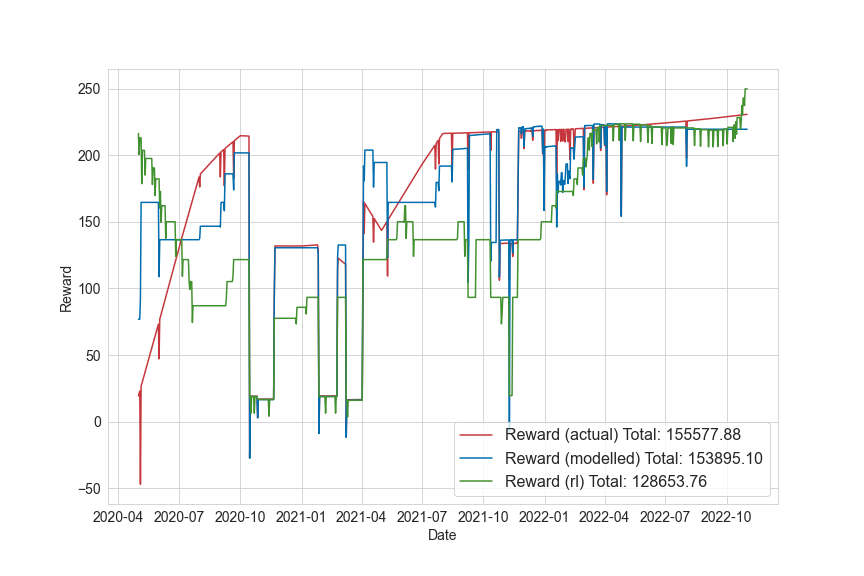 250
200
150
100
50
0
−50
Reward
2020-04 2020-07 2020-10 2021-01 2021-04 2021-07 2021-10 2022-01 2022-04 2022-07 2022-10
Date
Reward (actual) Total: 155577.88
Reward (modelled) Total: 153895.10
Reward (rl) Total: 128653.76